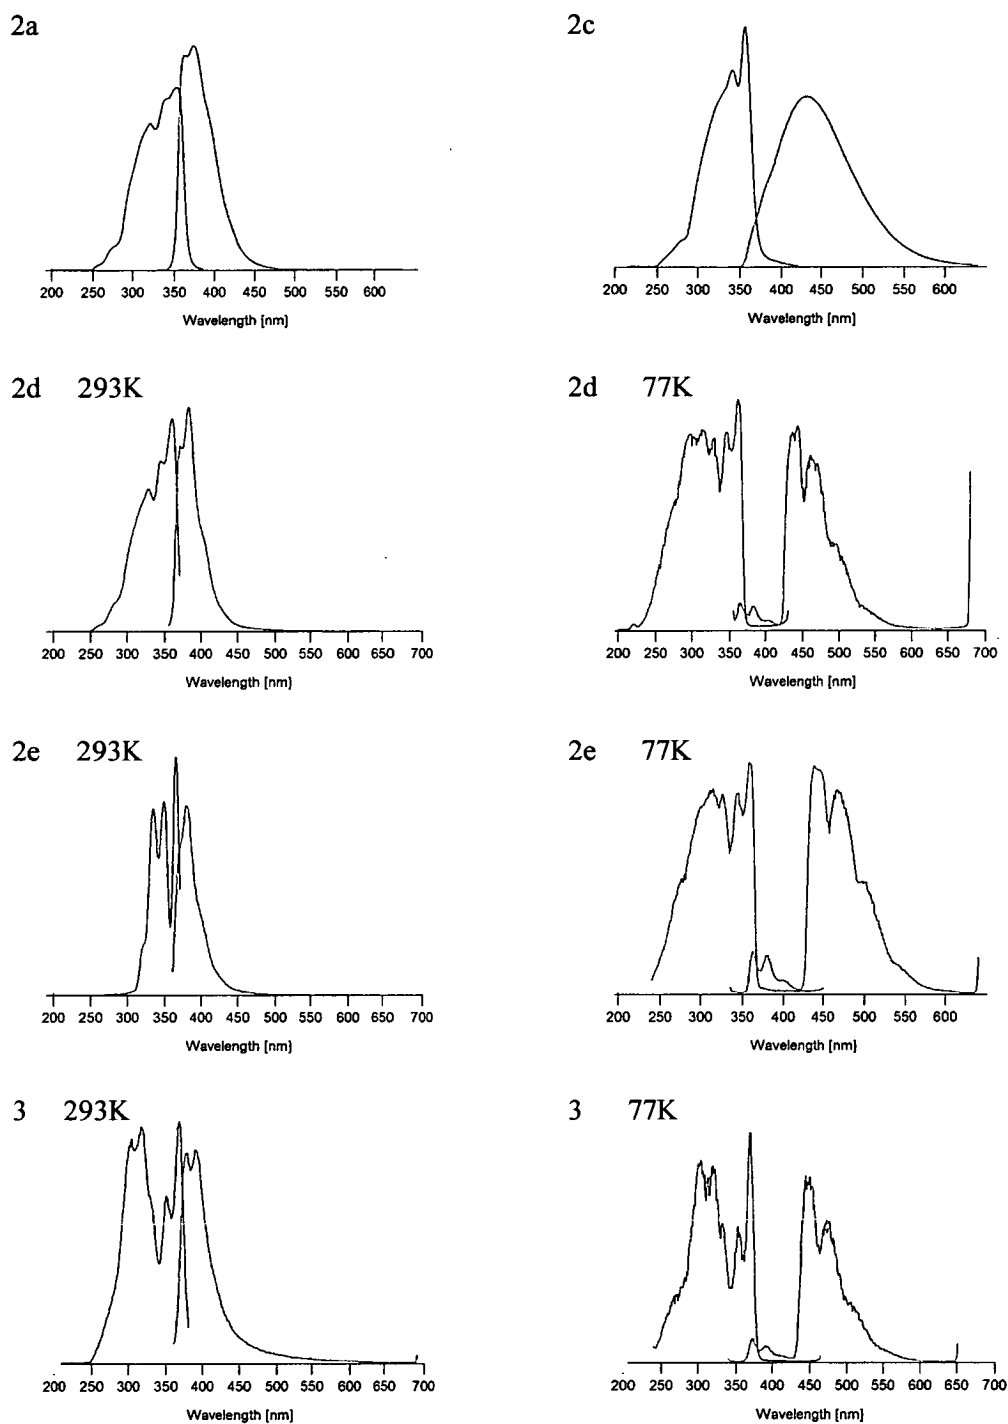 2a
200 250 300 350 400 450 500 550 600
Wavelength [nm]
2c
200 250 300 350 400 450 500 550 600
Wavelength [nm]
2d 293K
200 250 300 350 400 450 500 550 600 650 700
Wavelength [nm]
2d 77K
200 250 300 350 400 450 500 550 600 650 700
Wavelength [nm]
2e 293K
200 250 300 350 400 450 500 550 600 650 700
Wavelength [nm]
2e 77K
200 250 300 350 400 450 500 550 600
Wavelength [nm]
3 293K
200 250 300 350 400 450 500 550 600 650 700
Wavelength [nm]
3 77K
200 250 300 350 400 450 500 550 600 650 700
Wavelength [nm]